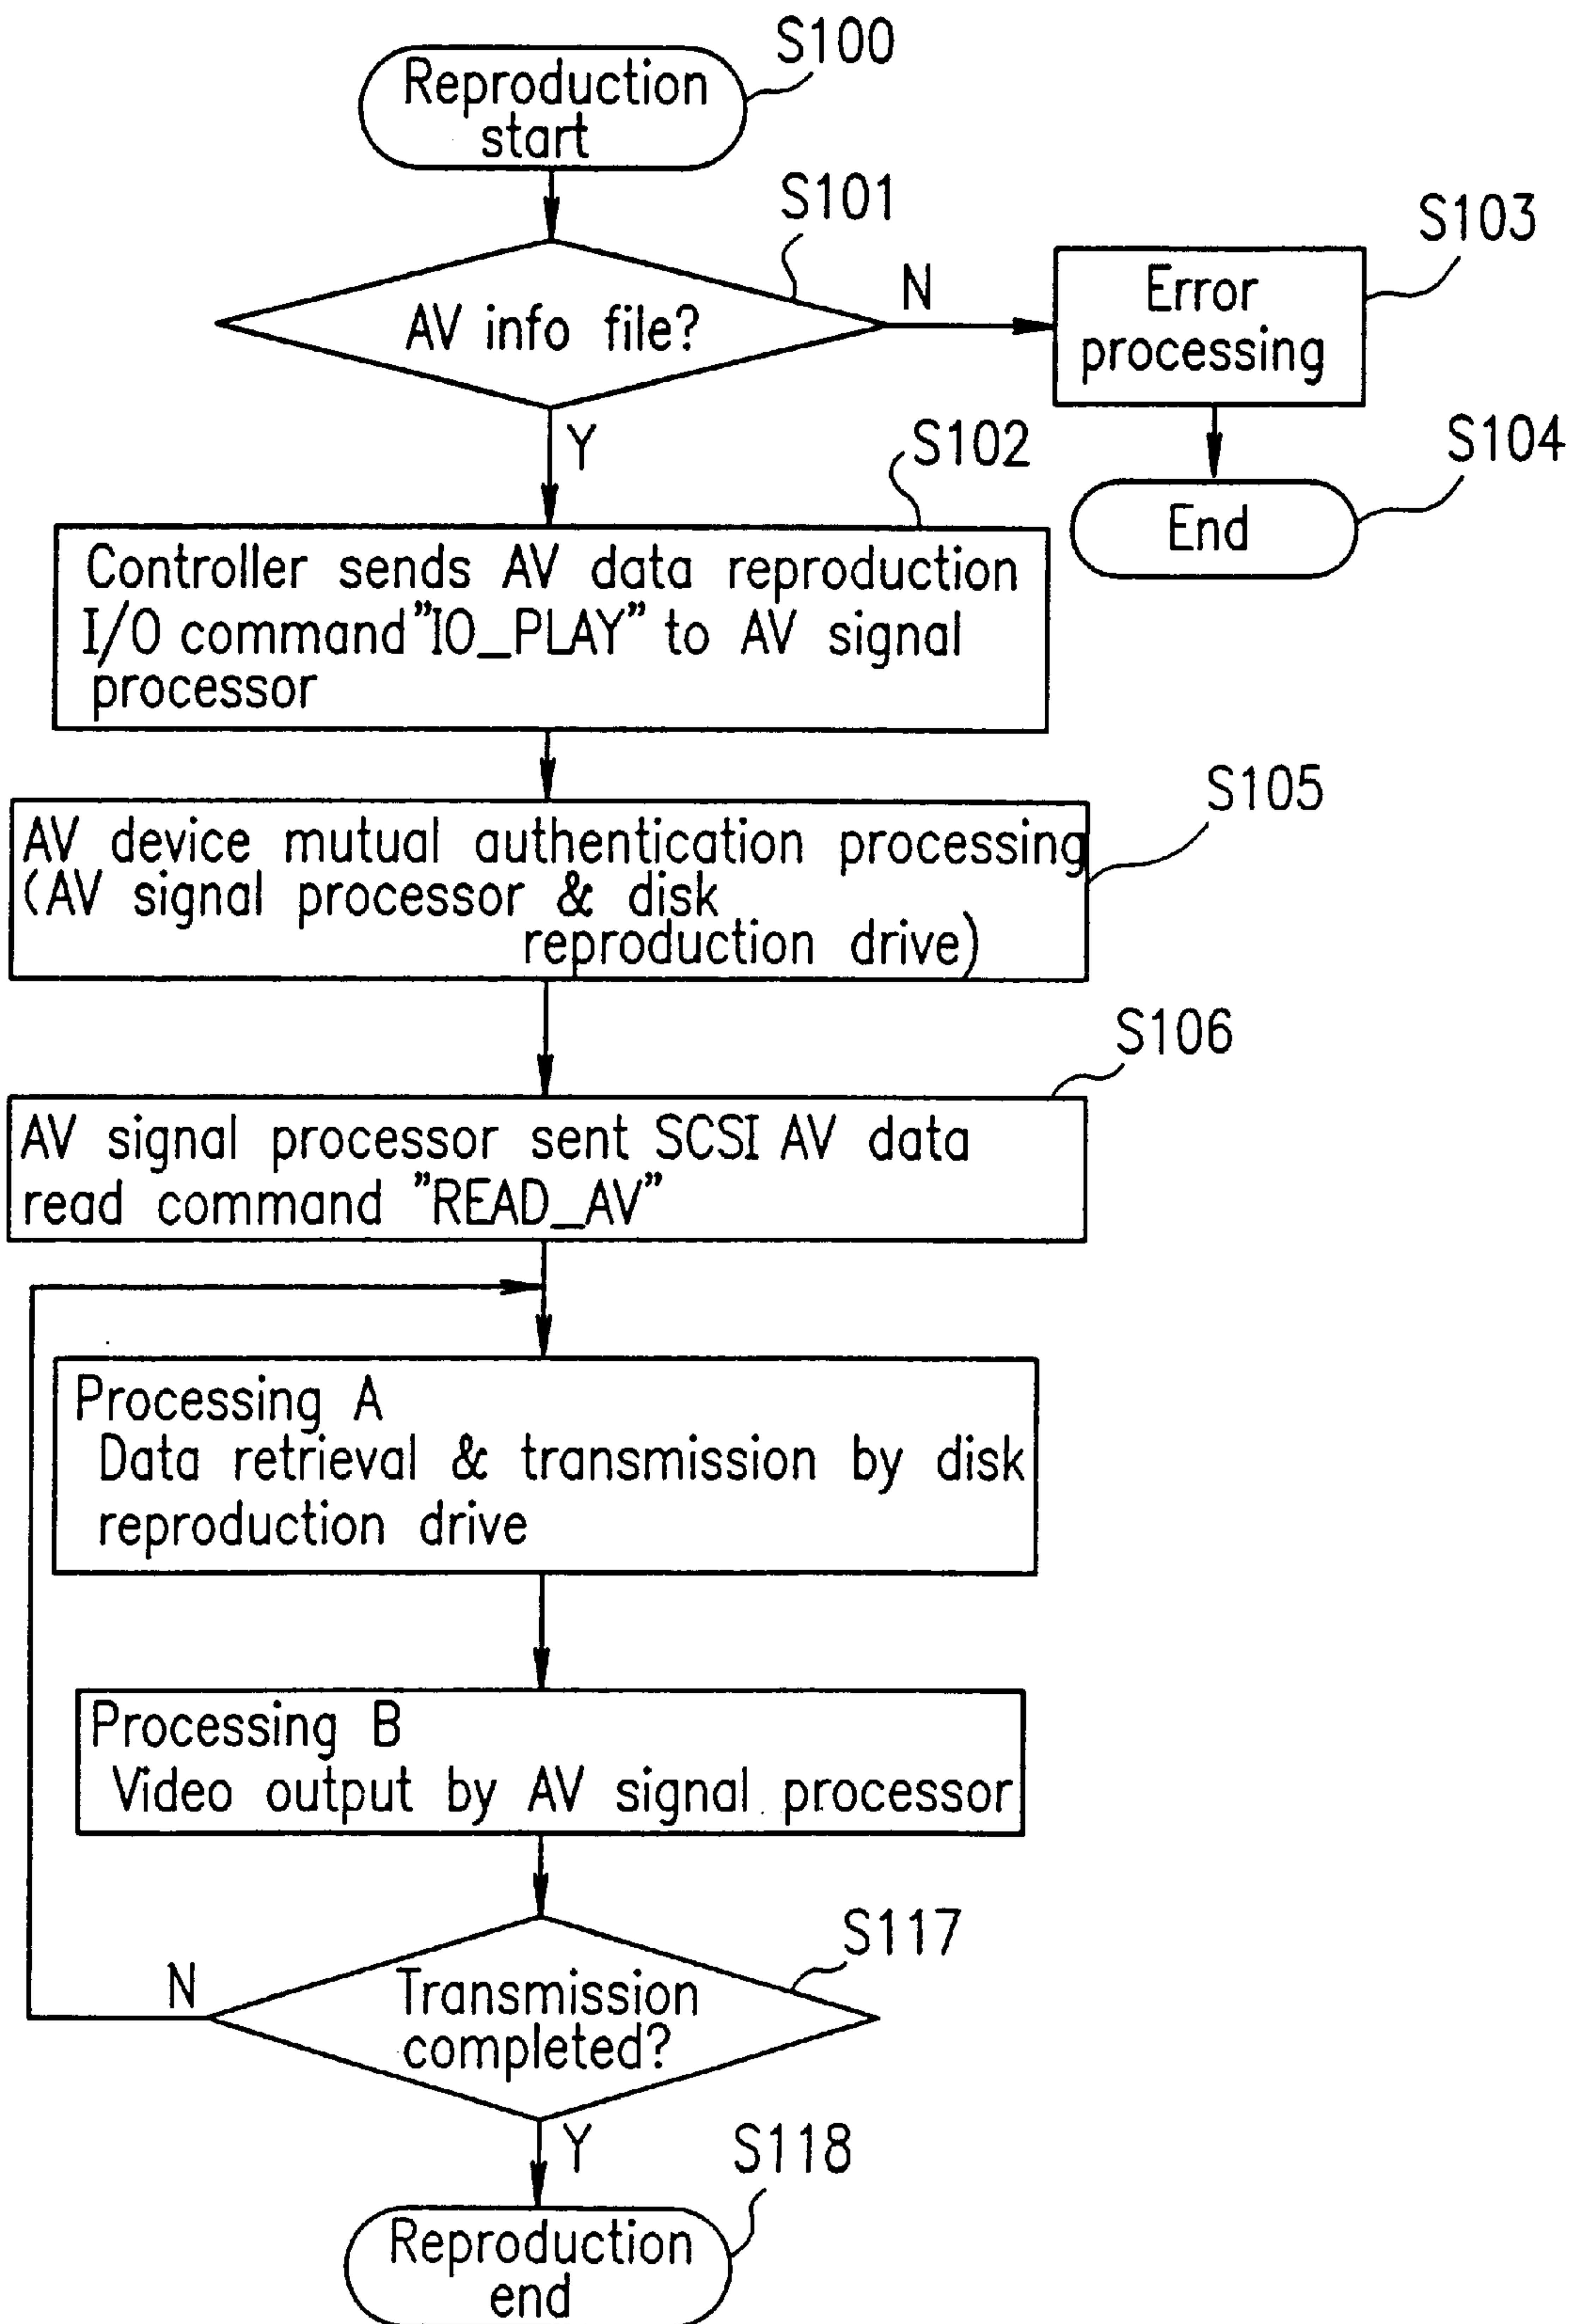 S100
Reproduction
start
S101
AV info file?
N
S103
Error
processing
Y
S102
S104
End
Controller sends AV data reproduction
I/O command"IO_PLAY" to AV signal
processor
S105
AV device mutual authentication processing
(AV signal processor & disk
reproduction drive)
S106
AV signal processor sent SCSI AV data
read command "READ_AV"
Processing A
Data retrieval & transmission by disk
reproduction drive
Processing B
Video output by AV signal processor
S117
N
Transmission
completed?
Y
S118
Reproduction
end